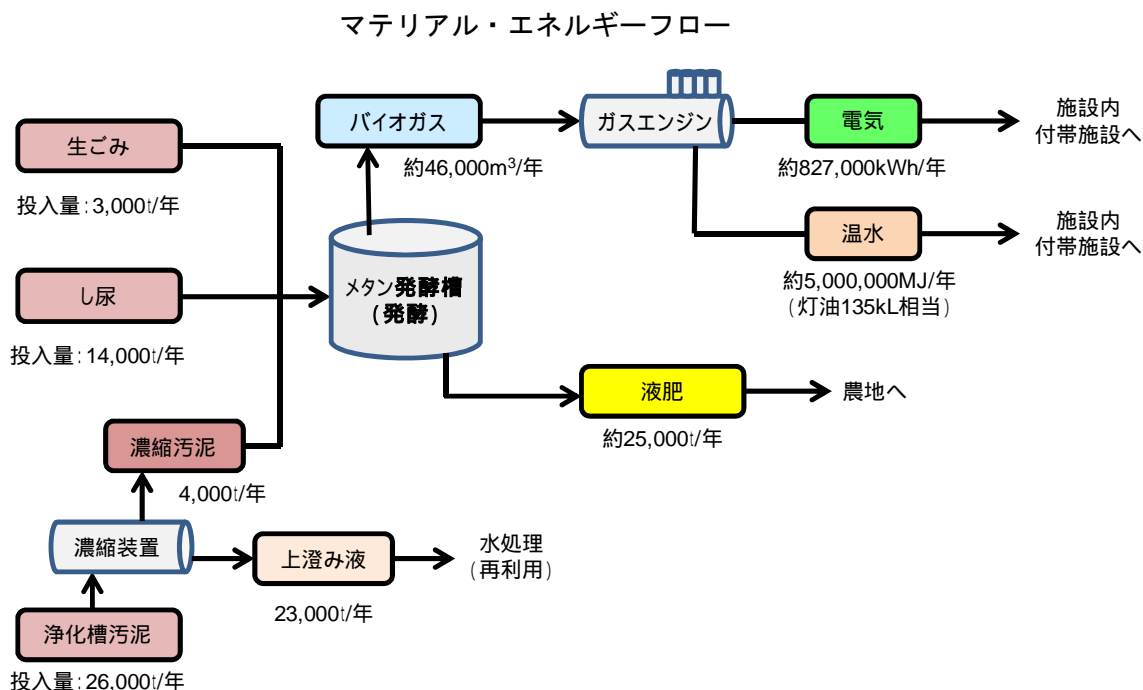 マテリアル・エネルギーフロー
バイオガス
ガスエンジン
電気
施設内
付帯施設へ
生ごみ
約46,000m³/年
約827,000kWh/年
投入量:3,000t/年
温水
施設内
付帯施設へ
し尿
メタン発酵槽
(発酵)
約5,000,000MJ/年
(灯油135kL相当)
投入量:14,000t/年
液肥
農地へ
濃縮汚泥
約25,000t/年
4,000t/年
濃縮装置
上澄み液
水処理
(再利用)
23,000t/年
浄化槽汚泥
投入量:26,000t/年